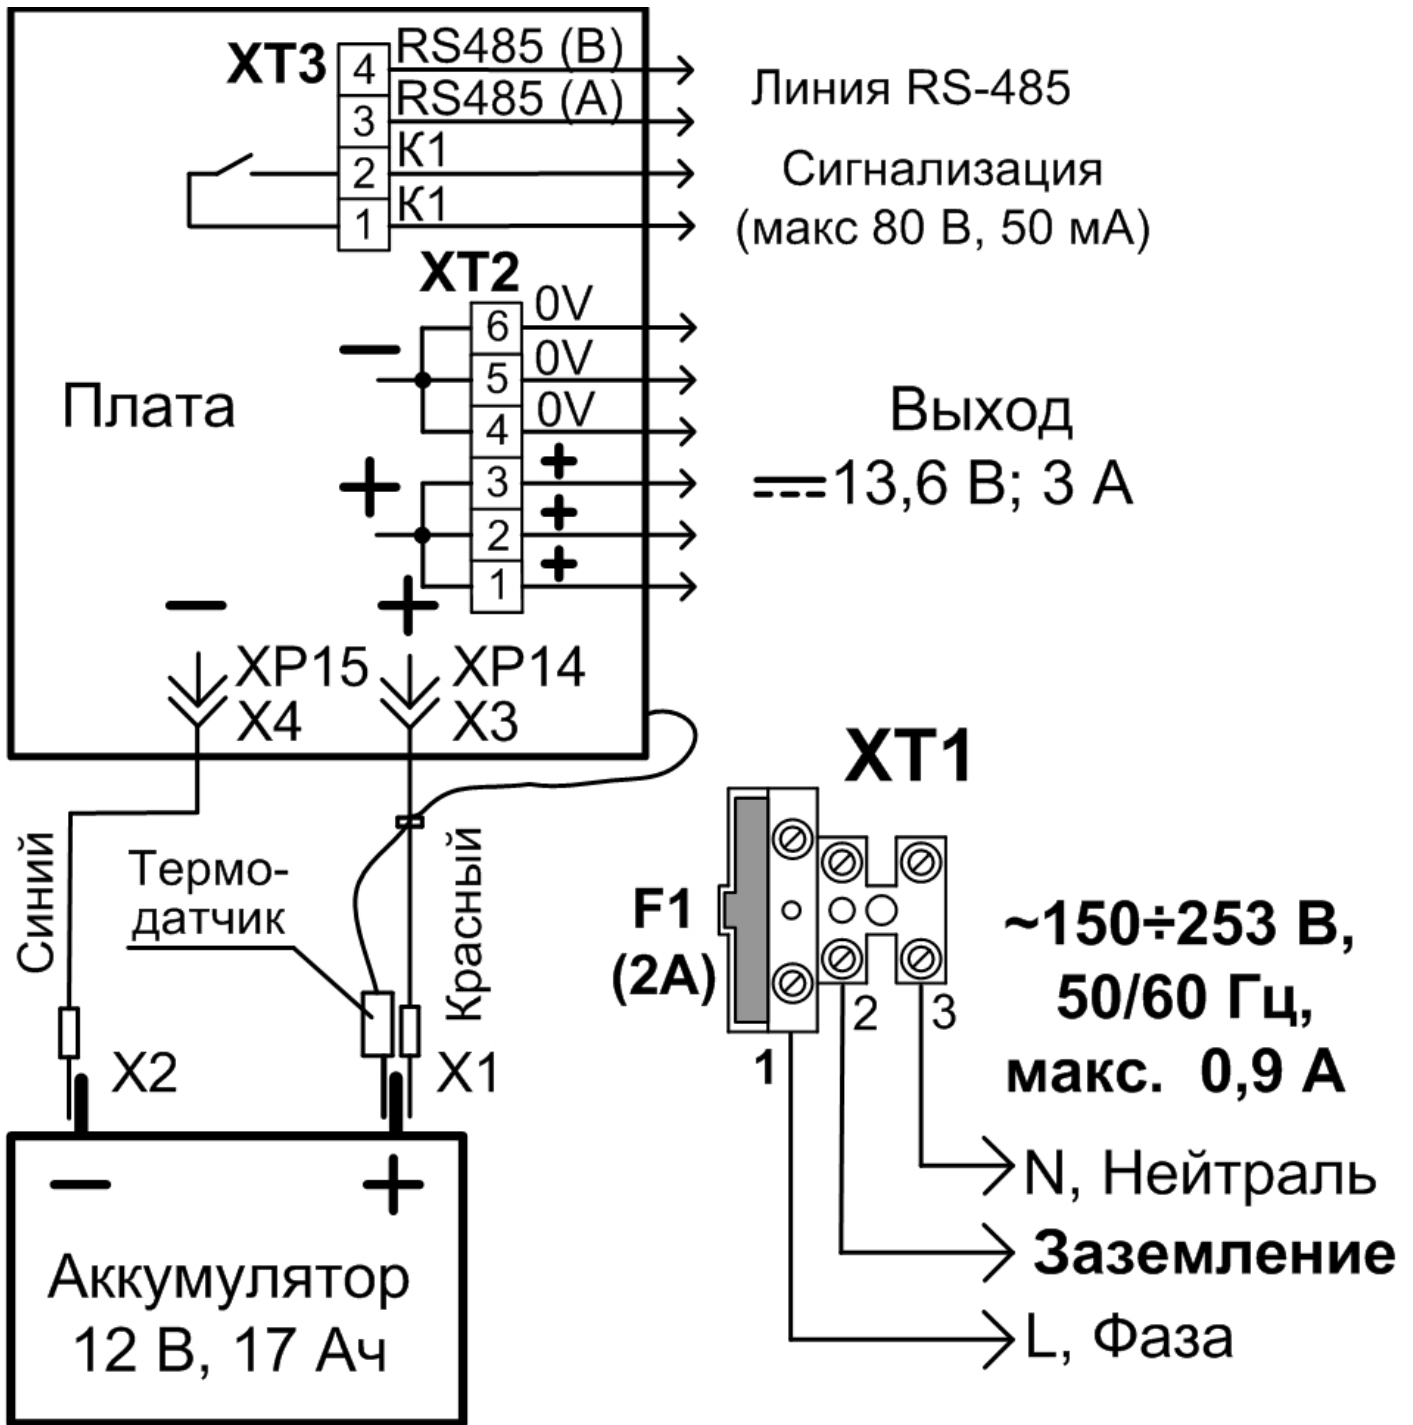 XT3
4 RS485 (B)
3 RS485 (A)
2 К1
1 К1
Линия RS-485
Сигнализация
(макс 80 В, 50 мА)
XT2
6 0V
5 0V
4 0V
3 +
2 +
1 +
−
+
Плата
Выход
13,6 В; 3 А
− +
XP15 XP14
X4 X3
XT1
Синий
Термо-
датчик
Красный
F1
(2А)
1 2 3
~150÷253 В,
50/60 Гц,
макс. 0,9 А
X2 X1
− +
Аккумулятор
12 В, 17 Ач
N, Нейтраль
Заземление
L, Фаза